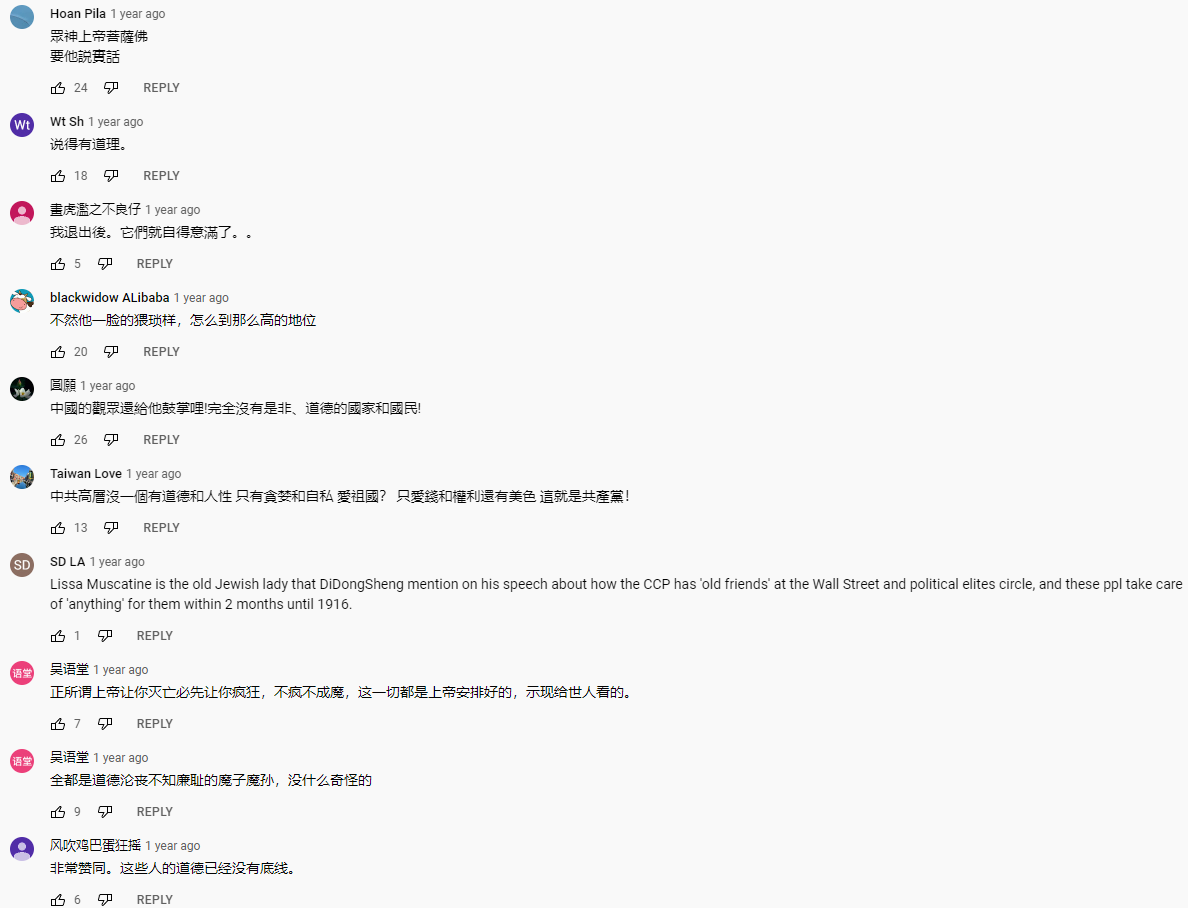 Hoan Pila 1 year ago
眾神上帝菩薩佛
要他説實話
24 REPLY
Wt
Wt Sh 1 year ago
说得有道理。
18 REPLY
畫虎濫之不良仔 1 year ago
我退出後。它們就自得意滿了。。
5 REPLY
blackwidow ALibaba 1 year ago
不然他一脸的猥琐样，怎么到那么高的地位
20 REPLY
圓願 1 year ago
中國的觀眾還給他鼓掌哩!完全沒有是非、道德的國家和國民!
26 REPLY
Taiwan Love 1 year ago
中共高層沒一個有道德和人性 只有貪婪和自私 愛祖國？ 只愛錢和權利還有美色 這就是共產黨！
13 REPLY
SD
SD LA 1 year ago
Lissa Muscatine is the old Jewish lady that DiDongSheng mention on his speech about how the CCP has 'old friends' at the Wall Street and political elites circle, and these ppl take care
of 'anything' for them within 2 months until 1916.
1 REPLY
语堂
吴语堂 1 year ago
正所谓上帝让你灭亡必先让你疯狂，不疯不成魔，这一切都是上帝安排好的，示现给世人看的。
7 REPLY
语堂
吴语堂 1 year ago
全都是道德沦丧不知廉耻的魔子魔孙，没什么奇怪的
9 REPLY
风吹鸡巴蛋狂摇 1 year ago
非常赞同。这些人的道德已经没有底线。
6 REPLY